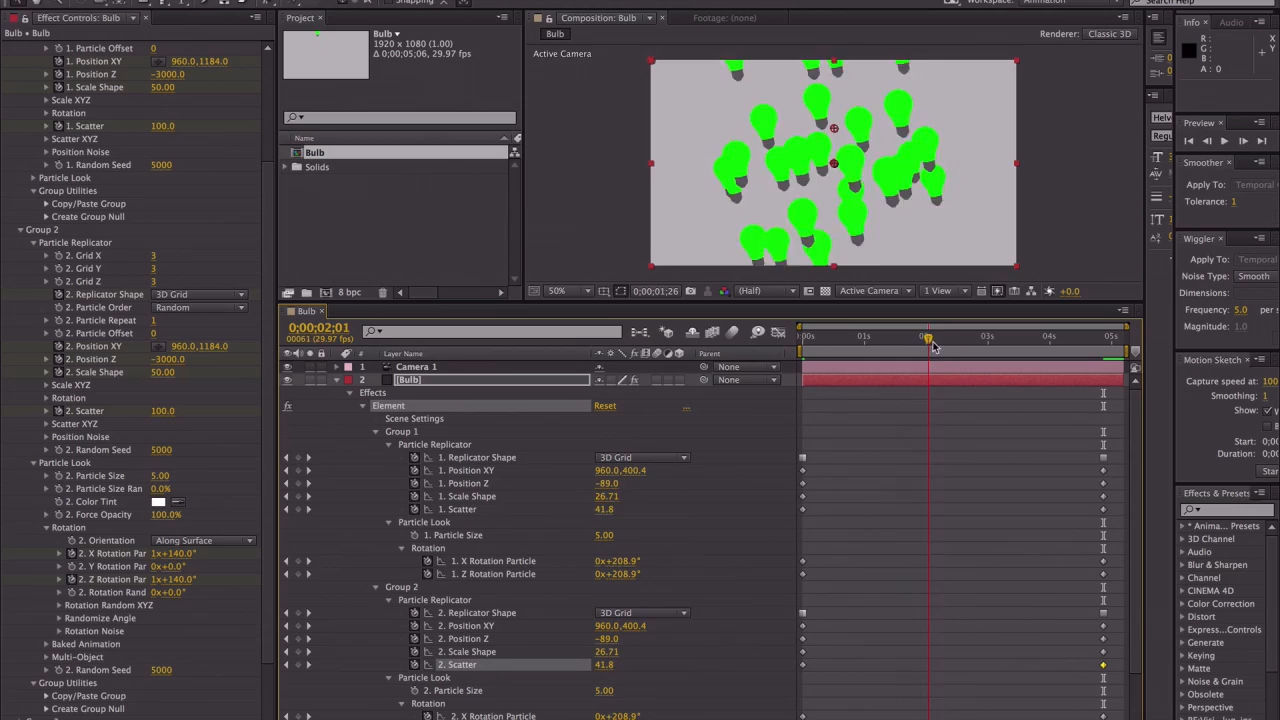 Snapping
Workspace: Animation
Search Help
Effect Controls: Bulb
Bulb • Bulb
1. Particle Offset 0
1. Position XY 960.0,1184.0
1. Position Z -3000.0
1. Scale Shape 50.00
Scale XYZ
Rotation
1. Scatter 100.0
Scatter XYZ
Position Noise
1. Random Seed 5000
Particle Look
Group Utilities
Copy/Paste Group
Create Group Null
Group 2
Particle Replicator
2. Grid X 3
2. Grid Y 3
2. Grid Z 3
2. Replicator Shape 3D Grid
2. Particle Order Random
2. Particle Repeat 1
2. Particle Offset 0
2. Position XY 960.0,1184.0
2. Position Z -3000.0
2. Scale Shape 50.00
Scale XYZ
Rotation
2. Scatter 100.0
Scatter XYZ
Position Noise
2. Random Seed 5000
Particle Look
2. Particle Size 5.00
2. Particle Size Ran 0.0%
2. Color Tint
2. Force Opacity 100.0%
Rotation
2. Orientation Along Surface
2. X Rotation Par 1x+140.0°
2. Y Rotation Par 0x+0.0°
2. Z Rotation Par 1x+140.0°
2. Rotation Rand 0x+0.0°
Rotation Random XYZ
Randomize Angle
Rotation Noise
Baked Animation
Multi-Object
2. Random Seed 5000
Group Utilities
Copy/Paste Group
Create Group Null
Project
Bulb
1920 x 1080 (1.00)
Δ 0;00;05;06, 29.97 fps
Name
Bulb
Solids
8 bpc
Composition: Bulb
Footage: (none)
Bulb
Renderer: Classic 3D
Active Camera
50% 0;00;01;26 (Half) Active Camera 1 View +0.0
Bulb
0;00;02;01
00061 (29.97 fps)
:00s 01s 03s 04s 05s
# Layer Name Parent
1 Camera 1 None
2 [Bulb] None
Effects
Element Reset ...
Scene Settings
Group 1
Particle Replicator
1. Replicator Shape 3D Grid
1. Position XY 960.0,400.4
1. Position Z -89.0
1. Scale Shape 26.71
1. Scatter 41.8
Particle Look
1. Particle Size 5.00
Rotation
1. X Rotation Particle 0x+208.9°
1. Z Rotation Particle 0x+208.9°
Group 2
Particle Replicator
2. Replicator Shape 3D Grid
2. Position XY 960.0,400.4
2. Position Z -89.0
2. Scale Shape 26.71
2. Scatter 41.8
Particle Look
2. Particle Size 5.00
Rotation
2. X Rotation Particle 0x+208.9°
Info Audio
R :
G :
B :
A : 0
X
Y
Preview
Smoother
Apply To: Temporal
Tolerance: 1
Wiggler
Apply To: Temporal
Noise Type: Smooth
Dimensions:
Frequency: 5.0
Magnitude: 1.0
Motion Sketch
Capture speed at: 100
Smoothing: 1
Show:
Start: 0;0
Duration: 0;0
Effects & Presets
* Anima... Presets
3D Channel
Audio
Blur & Sharpen
Channel
CINEMA 4D
Color Correction
Distort
Express...Controls
Generate
Keying
Matte
Noise & Grain
Obsolete
Perspective